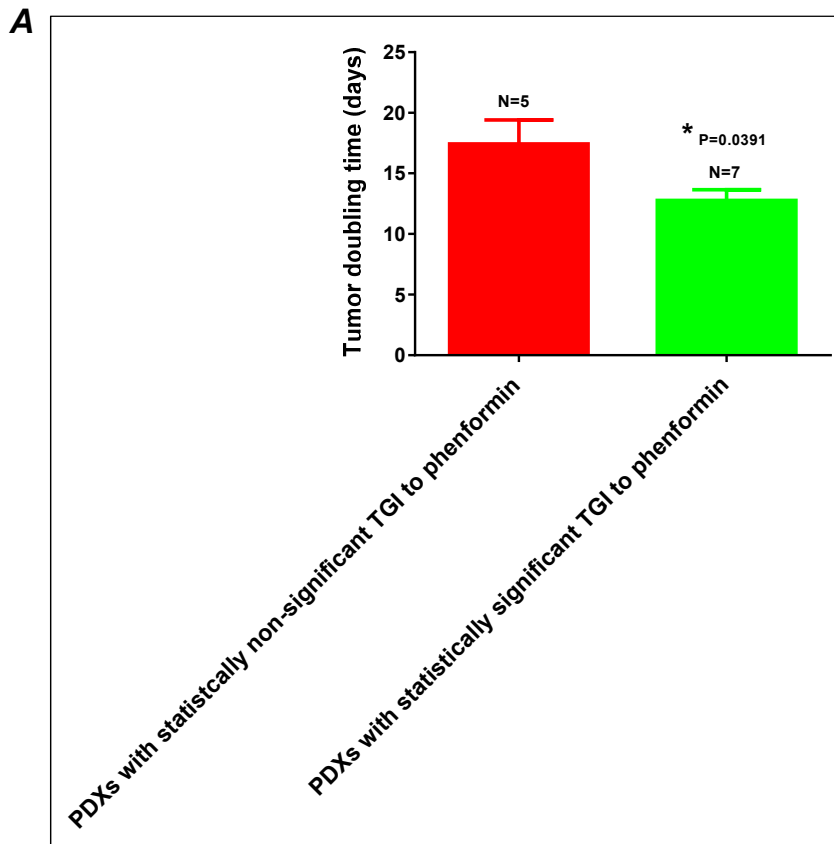 A
Tumor doubling time (days)
25
20
15
10
5
0
N=5
* P=0.0391
N=7
PDXs with statistcally non-significant TGI to phenformin
PDXs with statistically significant TGI to phenformin